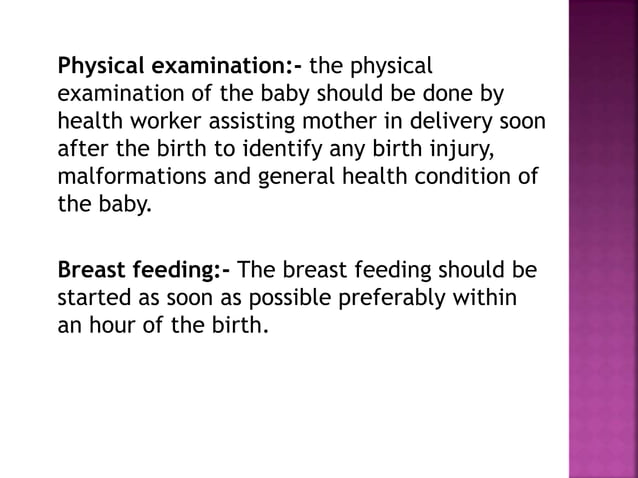 Physical examination:- the physical
examination of the baby should be done by
health worker assisting mother in delivery soon
after the birth to identify any birth injury,
malformations and general health condition of
the baby.
Breast feeding:- The breast feeding should be
started as soon as possible preferably within
an hour of the birth.